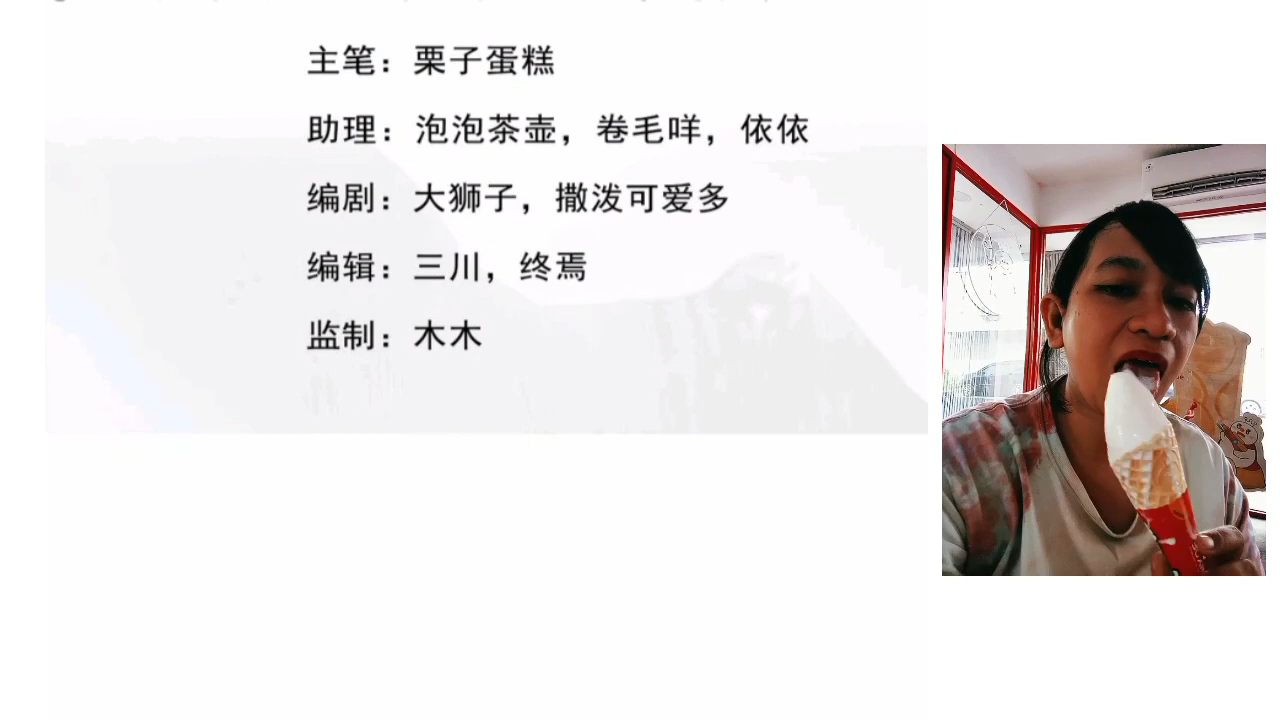 主笔：栗子蛋糕
助理：泡泡茶壶，卷毛咩，依依
编剧：大狮子，撒泼可爱多
编辑：三川，终焉
监制：木木